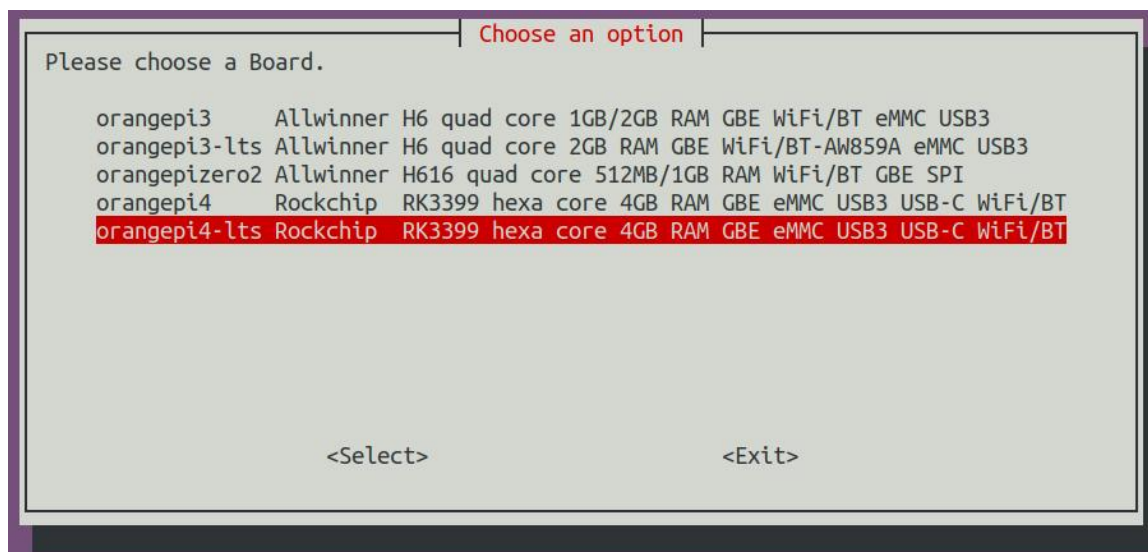 Choose an option
Please choose a Board.
orangepi3 Allwinner H6 quad core 1GB/2GB RAM GBE WiFi/BT eMMC USB3
orangepi3-lts Allwinner H6 quad core 2GB RAM GBE WiFi/BT-AW859A eMMC USB3
orangepizero2 Allwinner H616 quad core 512MB/1GB RAM WiFi/BT GBE SPI
orangepi4 Rockchip RK3399 hexa core 4GB RAM GBE eMMC USB3 USB-C WiFi/BT
orangepi4-lts Rockchip RK3399 hexa core 4GB RAM GBE eMMC USB3 USB-C WiFi/BT
<Select> <Exit>